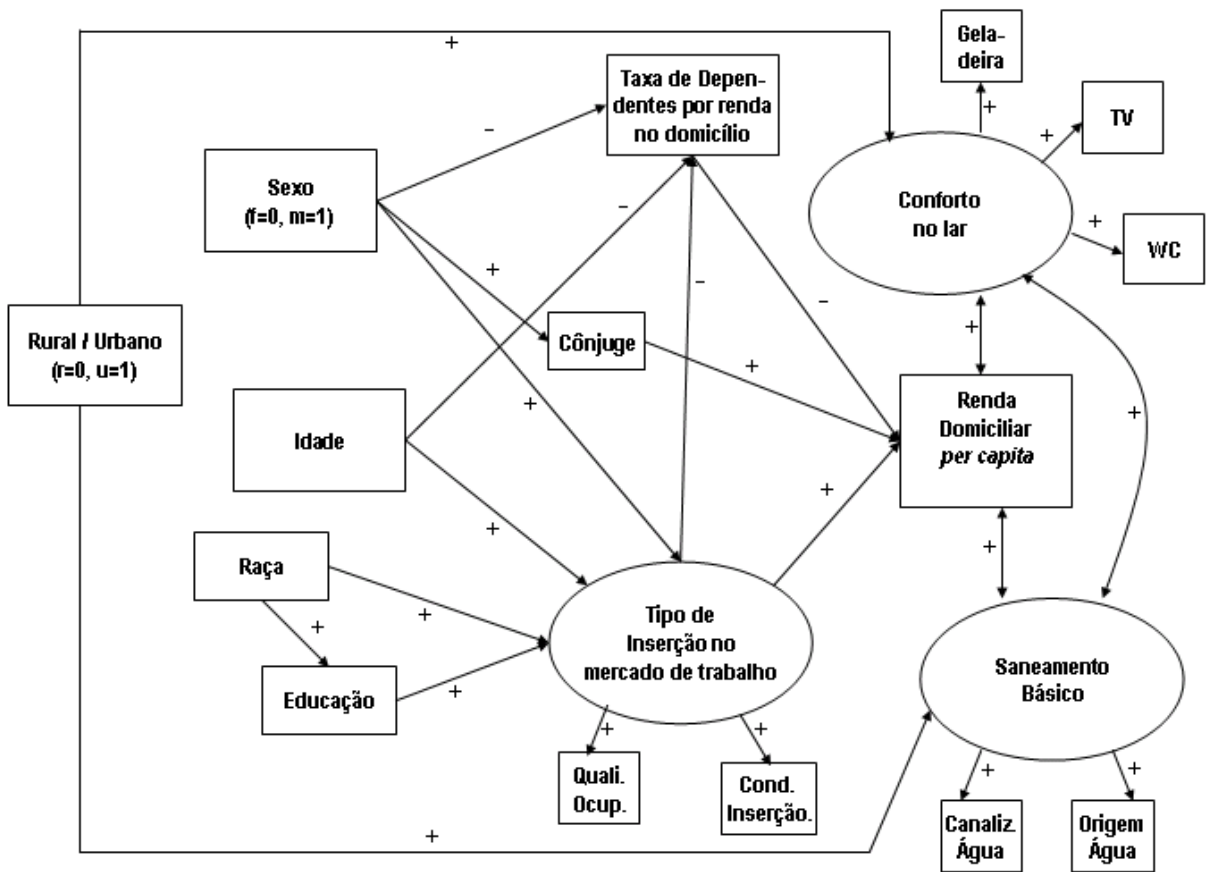 +
Gela-
deira
+
TV
+
Taxa de Depen-
dentes por renda
no domicílio
−
Sexo
(f=0, m=1)
Conforto
no lar
−
+
WC
+
−
−
+
Rural / Urbano
(r=0, u=1)
Cônjuge
+
+
Renda
Domiciliar
per capita
+
Idade
+
+
+
+
Raça
+
+
Tipo de
Inserção no
mercado de trabalho
Educação
+
Saneamento
Básico
+
+
Quali.
Ocup.
Cond.
Inserção.
+
+
Canaliz.
Água
Origem
Água
+